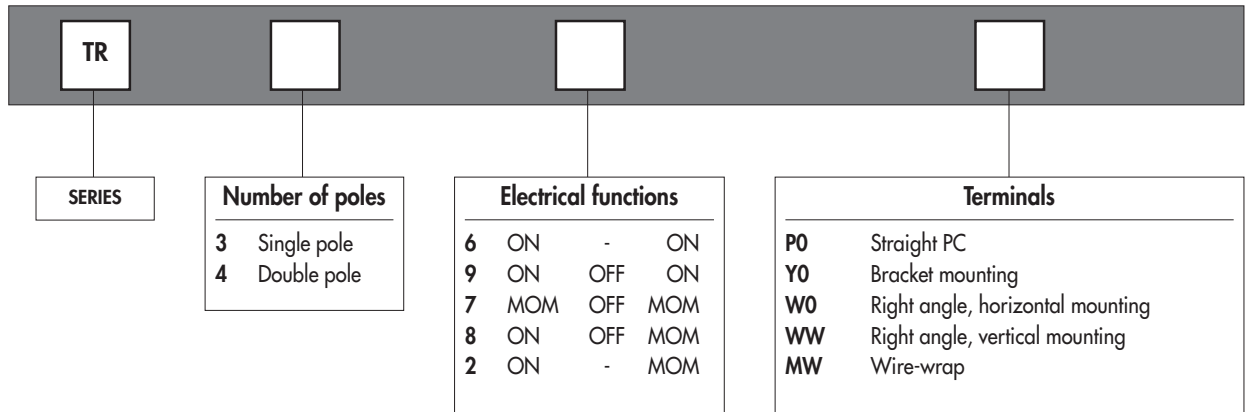 TR
SERIES
Number of poles
3 Single pole
4 Double pole
Electrical functions
6 ON - ON
9 ON OFF ON
7 MOM OFF MOM
8 ON OFF MOM
2 ON - MOM
Terminals
P0 Straight PC
Y0 Bracket mounting
W0 Right angle, horizontal mounting
WW Right angle, vertical mounting
MW Wire-wrap